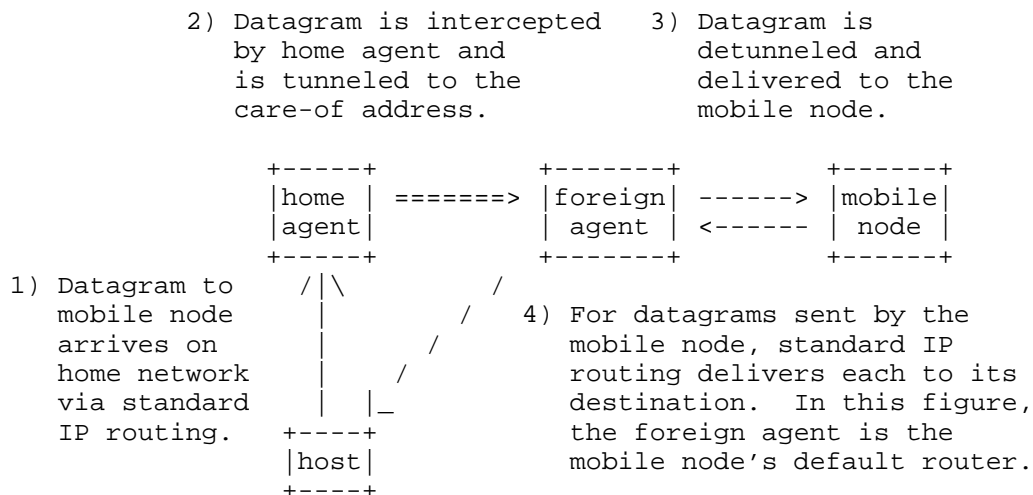 2) Datagram is intercepted   3) Datagram is
by home agent and   detunneled and
is tunneled to the   delivered to the
care-of address.   mobile node.
+-----+   +-------+   +------+
|home | =======> |foreign| ------> |mobile|
|agent|   | agent | <------ | node |
+-----+   +-------+   +------+
1) Datagram to   /|\   /
mobile node   |   /   4) For datagrams sent by the
arrives on   |   /   mobile node, standard IP
home network   |   /   routing delivers each to its
via standard   |   |_   destination.  In this figure,
IP routing.   +----+   the foreign agent is the
|host|   mobile node's default router.
+----+